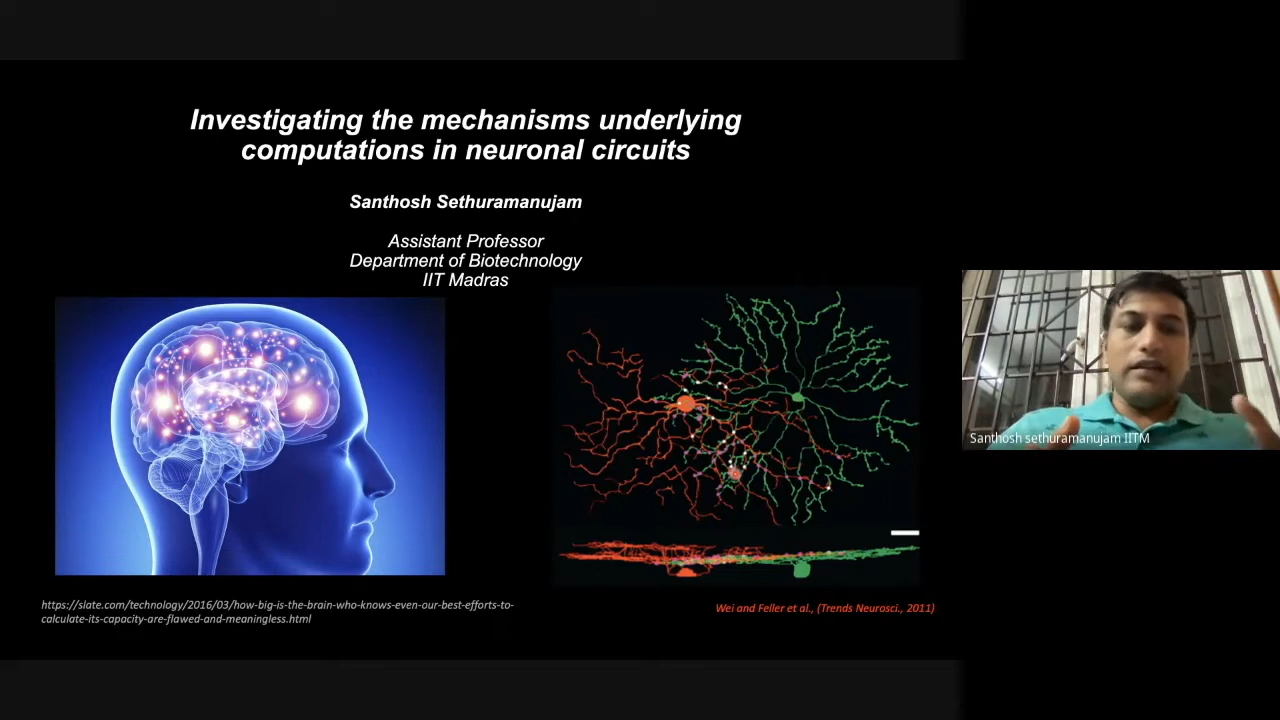 Investigating the mechanisms underlying
computations in neuronal circuits
Santhosh Sethuramanujam
Assistant Professor
Department of Biotechnology
IIT Madras
https://slate.com/technology/2016/03/how-big-is-the-brain-who-knows-even-our-best-efforts-to-
calculate-its-capacity-are-flawed-and-meaningless.html
Wei and Feller et al., (Trends Neurosci., 2011)
Santhosh sethuramanujam IITM